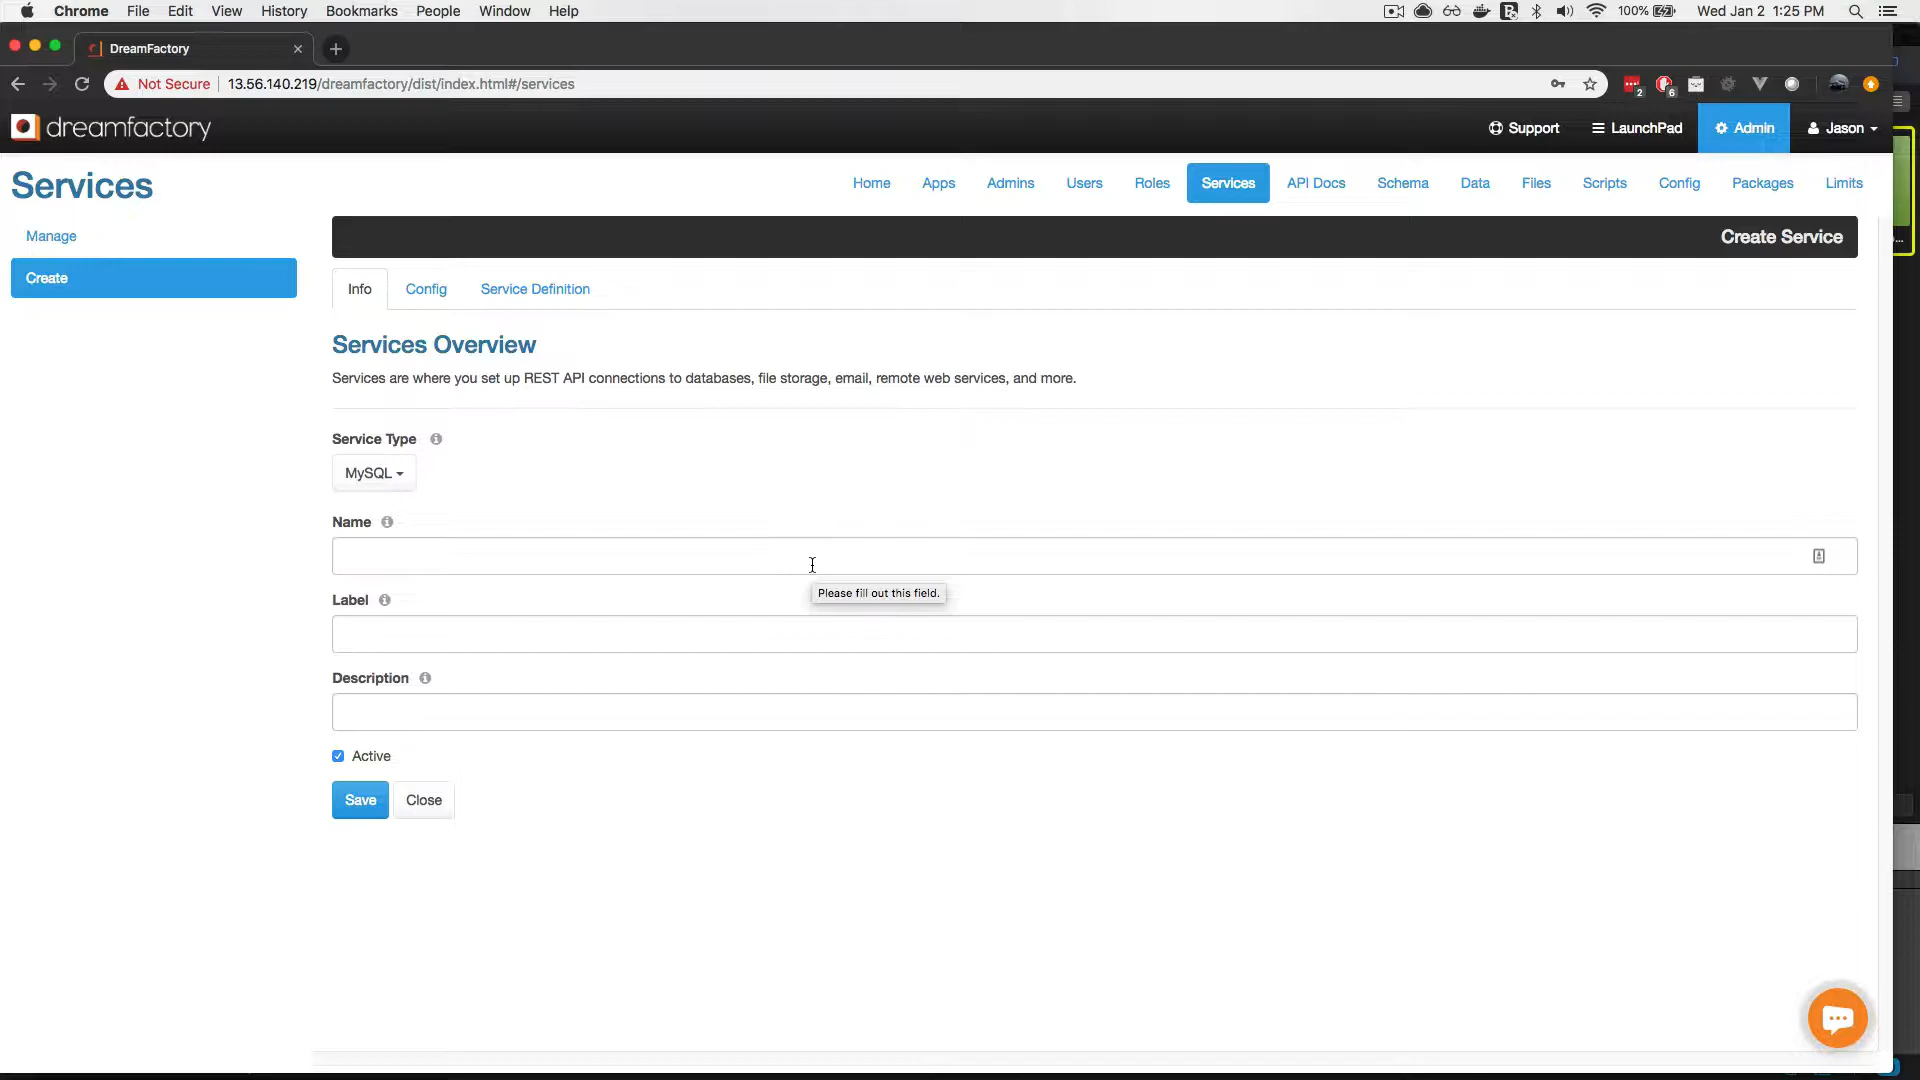 Chrome File Edit View History Bookmarks People Window Help 100% Wed Jan 2 1:25 PM
DreamFactory
Not Secure 13.56.140.219/dreamfactory/dist/index.html#/services 2 6
dreamfactory Support LaunchPad Admin Jason
Services Home Apps Admins Users Roles Services API Docs Schema Data Files Scripts Config Packages Limits
Manage
Create
Create Service
Info Config Service Definition
Services Overview
Services are where you set up REST API connections to databases, file storage, email, remote web services, and more.
Service Type
MySQL
Name
Please fill out this field.
Label
Description
Active
Save Close